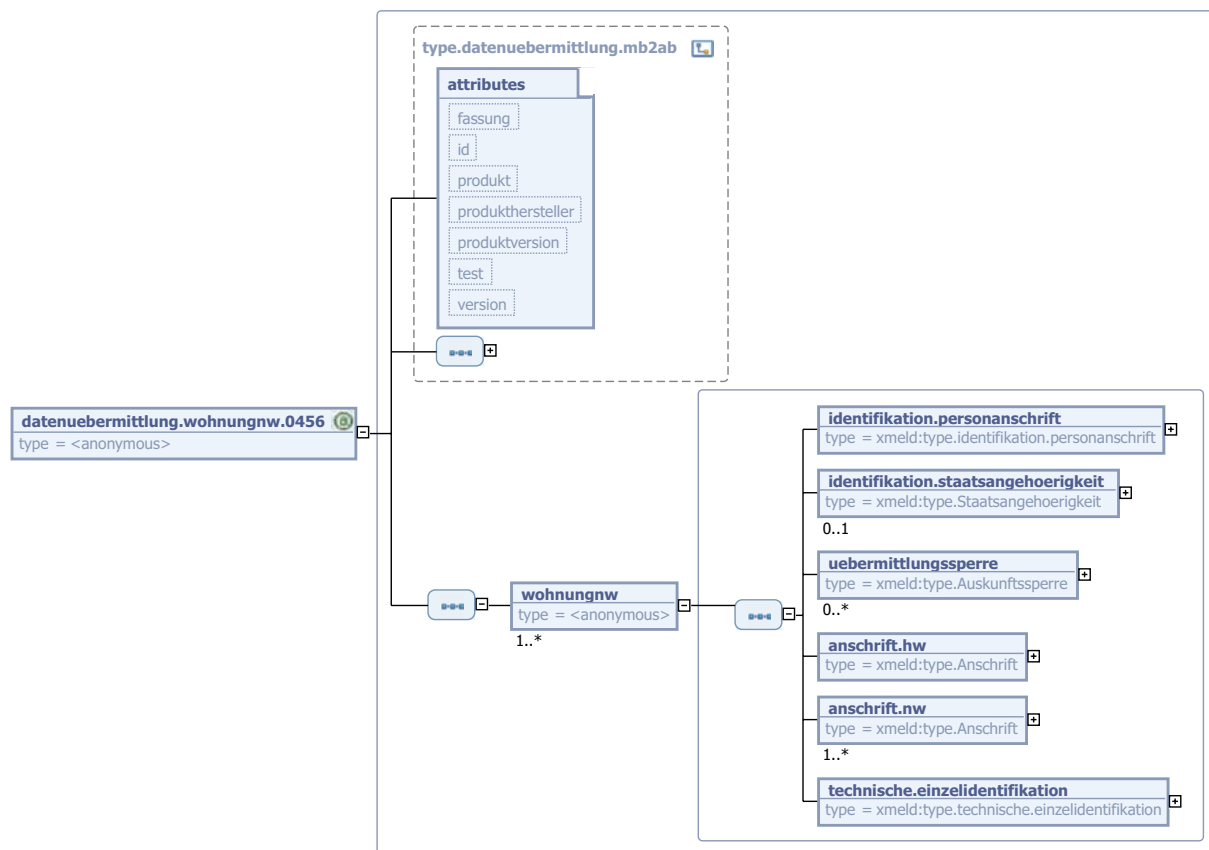 type.datenuebermittlung.mb2ab
attributes
fassung
id
produkt
produkthersteller
produktversion
test
version
datenuebermittlung.wohnungnw.0456
type = <anonymous>
wohnungnw
type = <anonymous>
1..*
identifikation.personanschrift
type = xmeld:type.identifikation.personanschrift
identifikation.staatsangehoerigkeit
type = xmeld:type.Staatsangehoerigkeit
0..1
uebermittlungssperre
type = xmeld:type.Auskunftssperre
0..*
anschrift.hw
type = xmeld:type.Anschrift
anschrift.nw
type = xmeld:type.Anschrift
1..*
technische.einzelidentifikation
type = xmeld:type.technische.einzelidentifikation